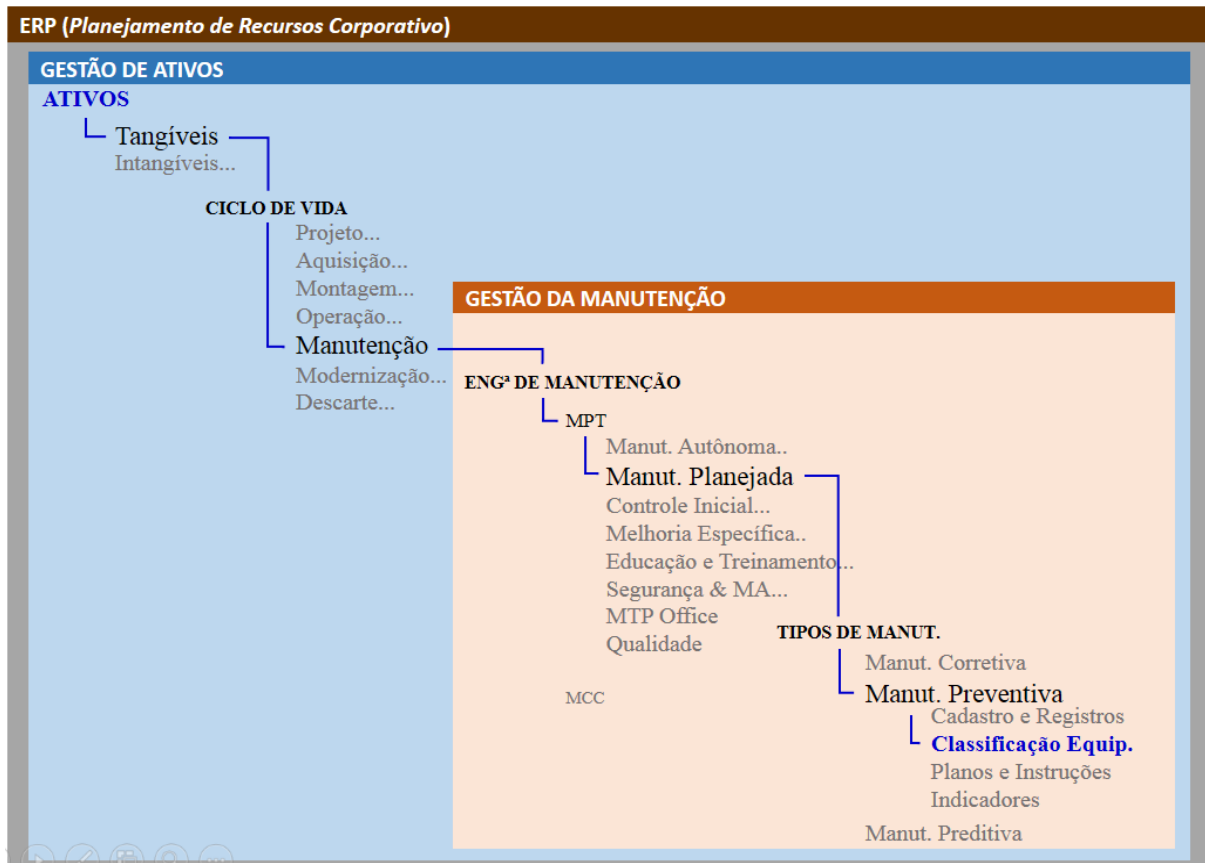 ERP (Planejamento de Recursos Corporativo)
GESTÃO DE ATIVOS
ATIVOS
Tangíveis
Intangíveis...
CICLO DE VIDA
Projeto...
Aquisição...
Montagem...
Operação...
Manutenção
Modernização...
Descarte...
GESTÃO DA MANUTENÇÃO
ENGª DE MANUTENÇÃO
MPT
Manut. Autônoma..
Manut. Planejada
Controle Inicial...
Melhoria Específica..
Educação e Treinamento...
Segurança & MA...
MTP Office
Qualidade
MCC
TIPOS DE MANUT.
Manut. Corretiva
Manut. Preventiva
Cadastro e Registros
Classificação Equip.
Planos e Instruções
Indicadores
Manut. Preditiva